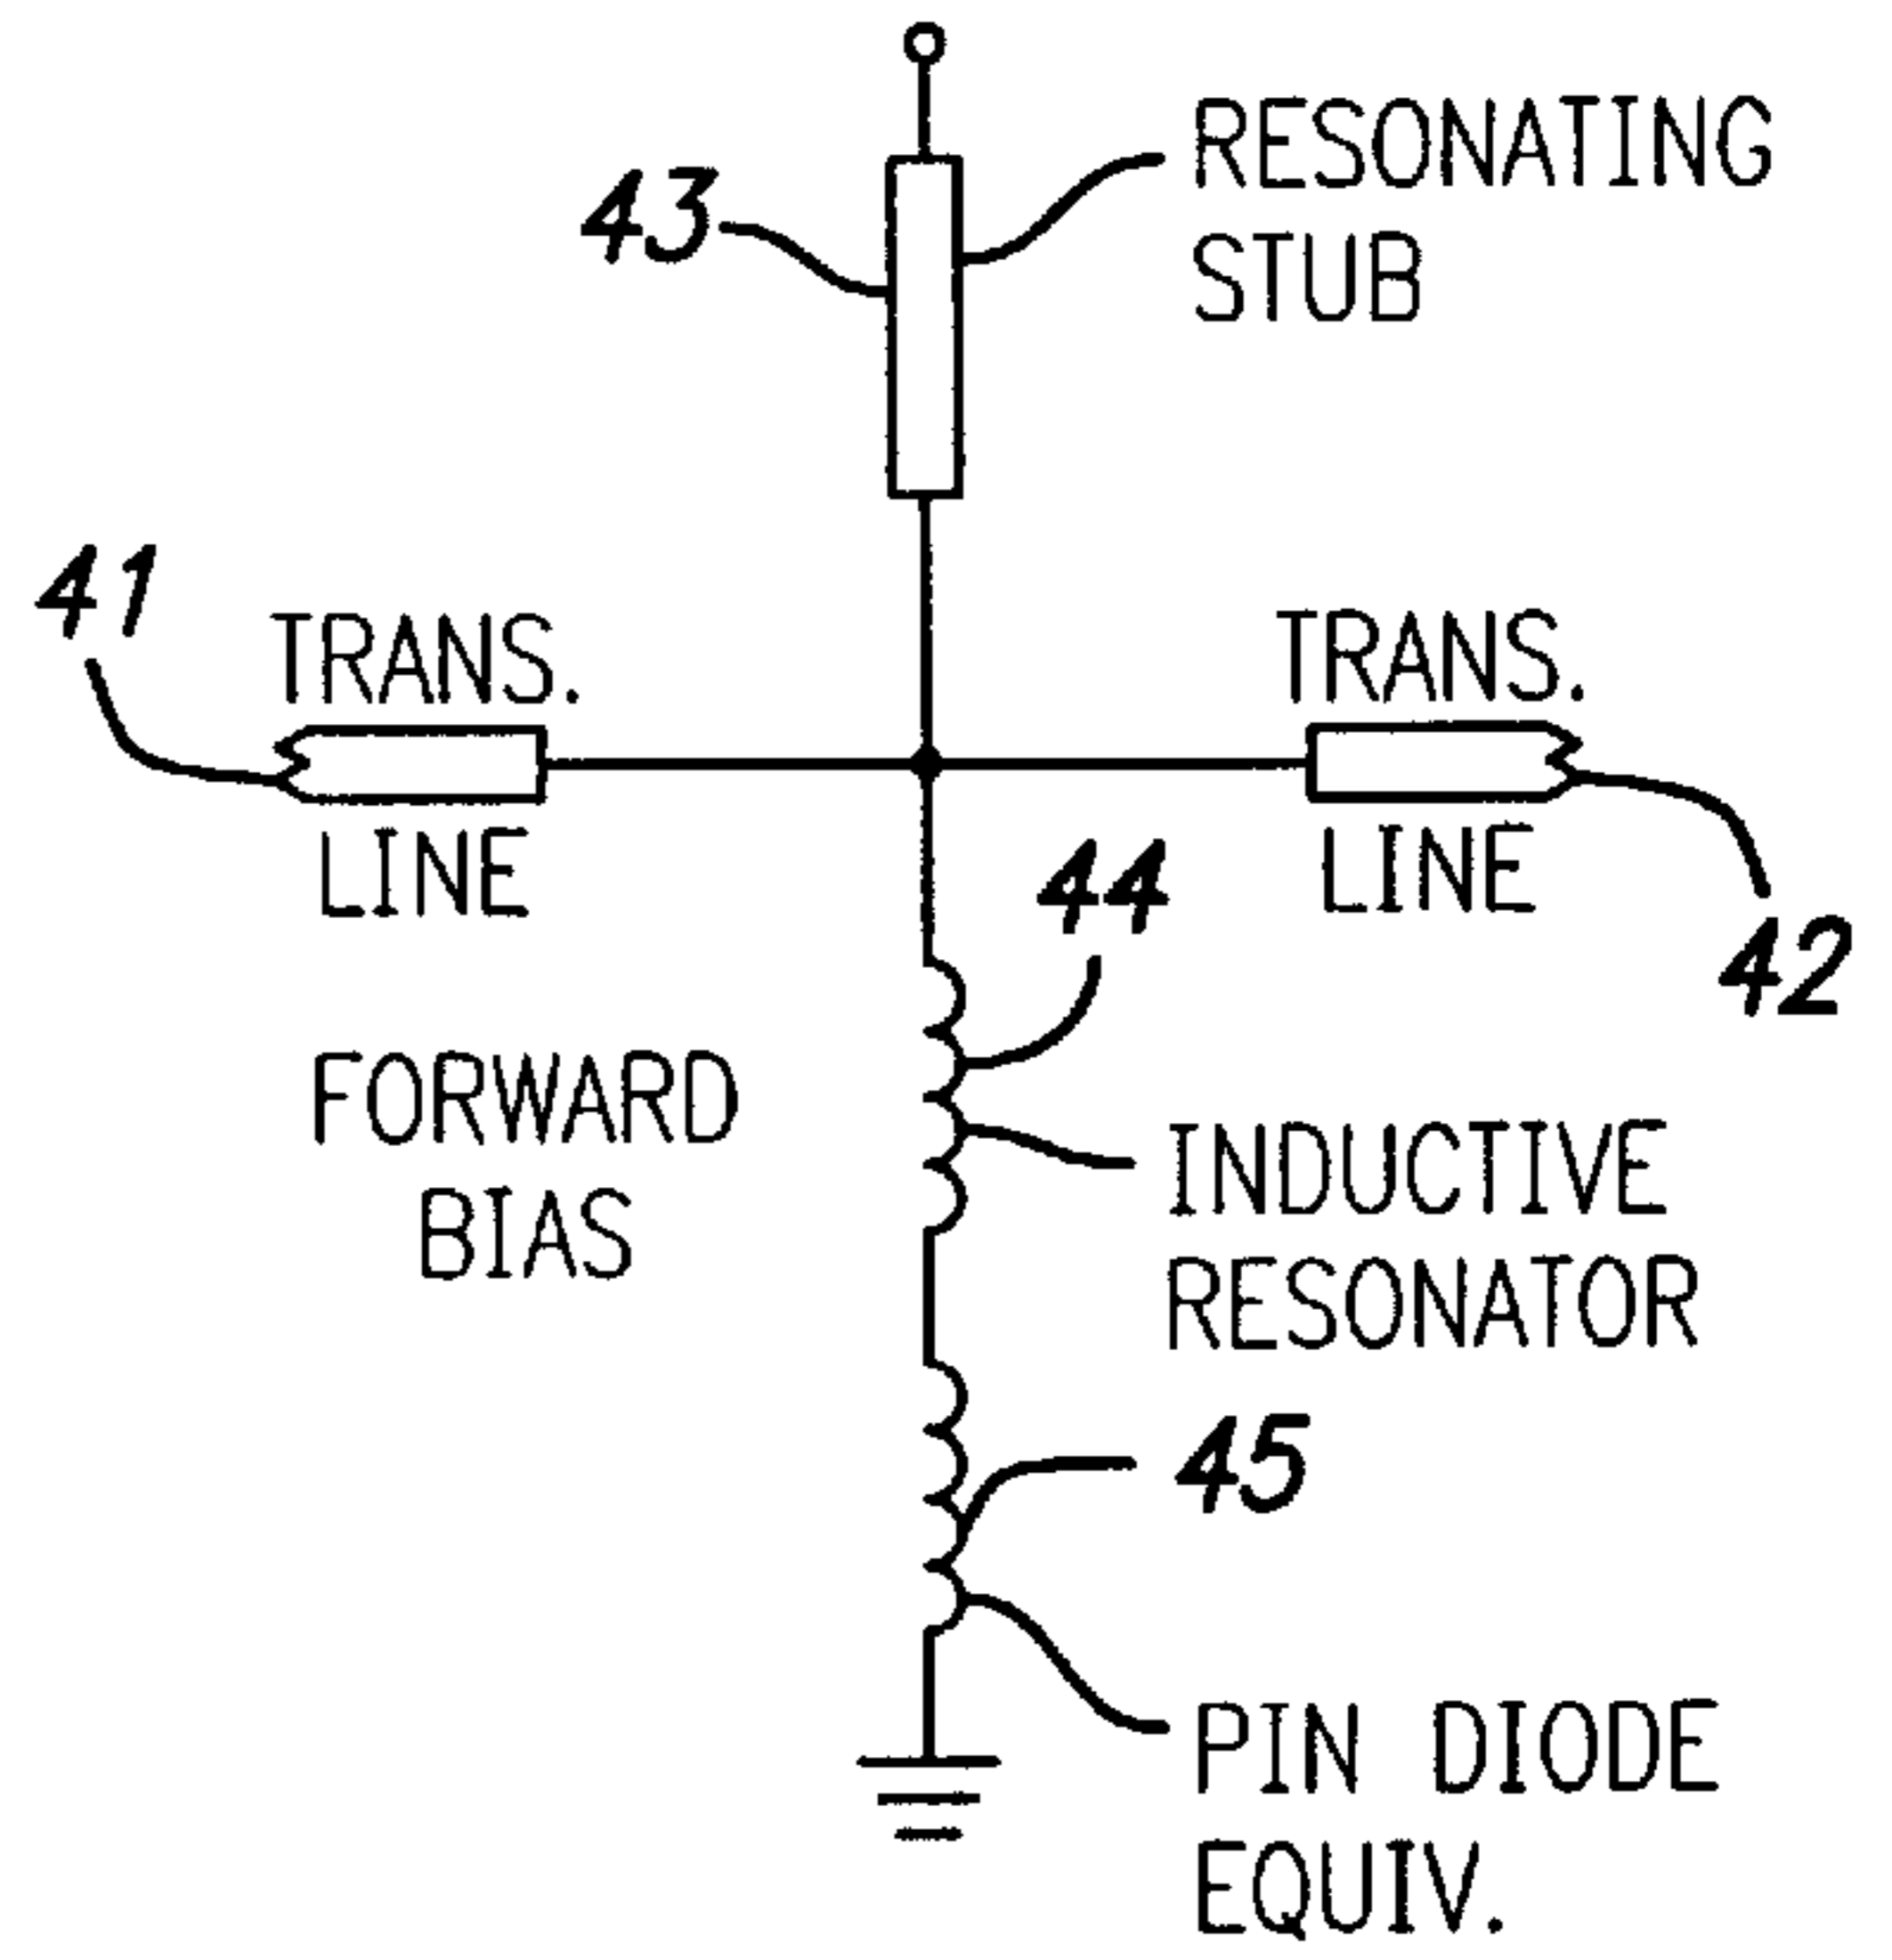 RESONATING
STUB
43
41
TRANS.
LINE
TRANS.
LINE
42
44
FORWARD
BIAS
INDUCTIVE
RESONATOR
45
PIN DIODE
EQUIV.